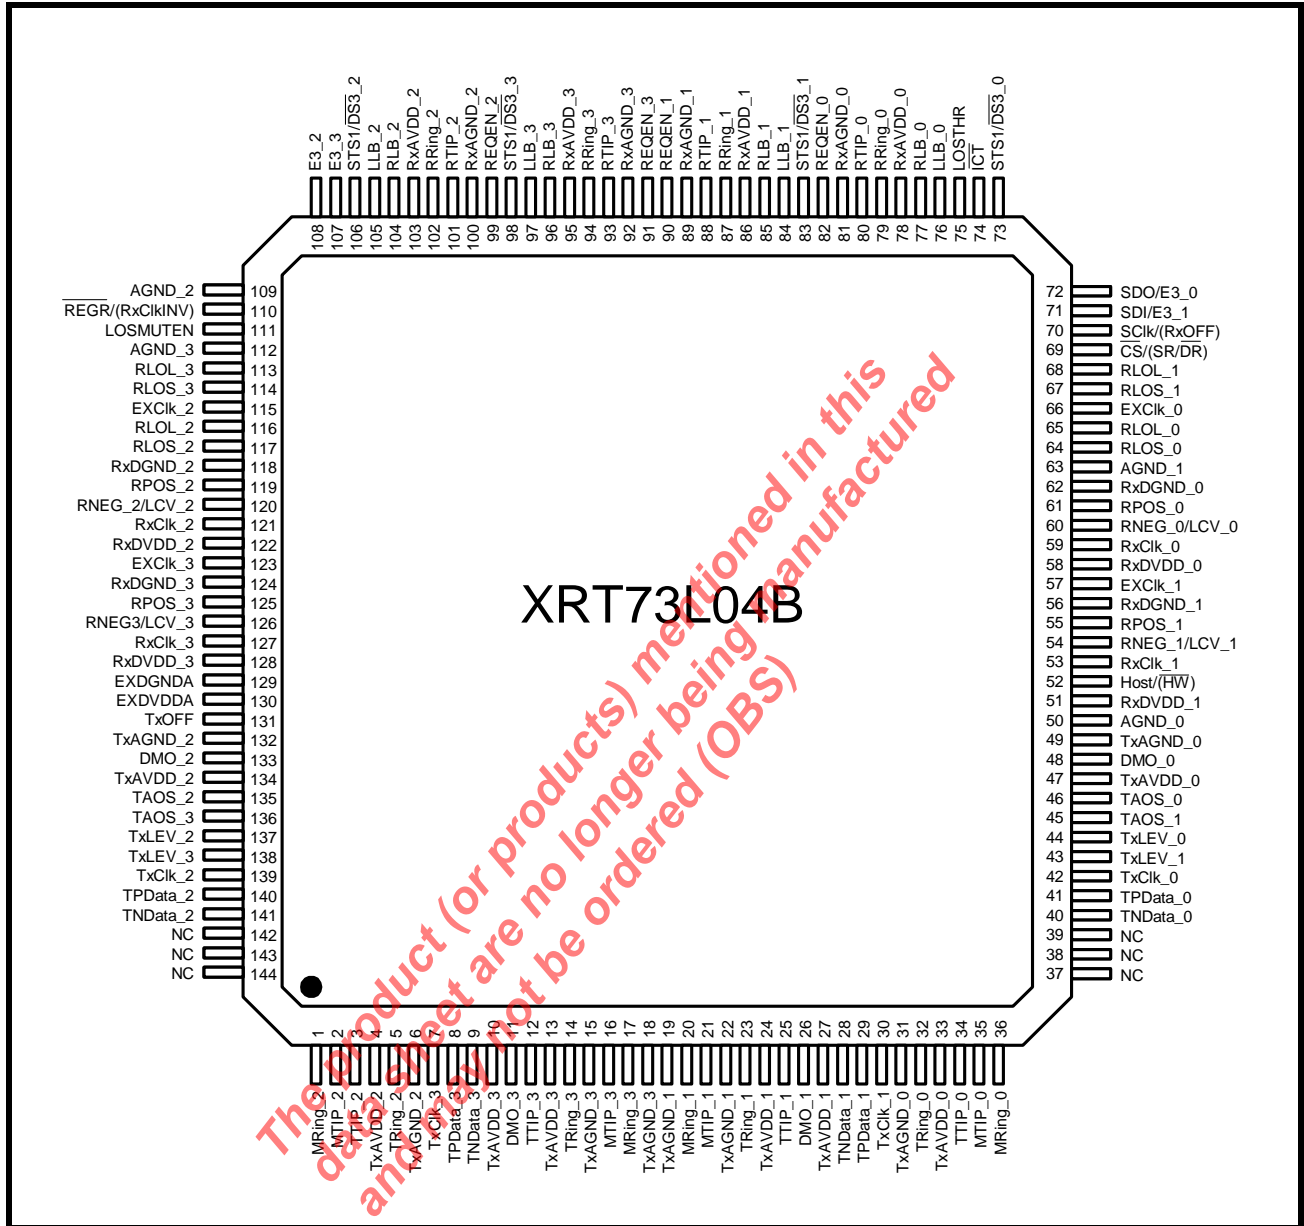 E3_2
E3_3
STS1/DS3_2
LLB_2
RLB_2
RxAVDD_2
RRing_2
RTIP_2
RxAGND_2
REQEN_2
STS1/DS3_3
LLB_3
RLB_3
RxAVDD_3
RRing_3
RTIP_3
RxAGND_3
REQEN_3
REQEN_1
RxAGND_1
RTIP_1
RRing_1
RxAVDD_1
RLB_1
LLB_1
STS1/DS3_1
REQEN_0
RxAGND_0
RTIP_0
RRing_0
RxAVDD_0
RLB_0
LLB_0
LOSTHR
ICT
STS1/DS3_0
108 107 106 105 104 103 102 101 100 99 98 97 96 95 94 93 92 91 90 89 88 87 86 85 84 83 82 81 80 79 78 77 76 75 74 73
AGND_2 109
REGR/(RxClkINV) 110
LOSMUTEN 111
AGND_3 112
RLOL_3 113
RLOS_3 114
EXClk_2 115
RLOL_2 116
RLOS_2 117
RxDGND_2 118
RPOS_2 119
RNEG_2/LCV_2 120
RxClk_2 121
RxDVDD_2 122
EXClk_3 123
RxDGND_3 124
RPOS_3 125
RNEG3/LCV_3 126
RxClk_3 127
RxDVDD_3 128
EXDGNDA 129
EXDVDDA 130
TxOFF 131
TxAGND_2 132
DMO_2 133
TxAVDD_2 134
TAOS_2 135
TAOS_3 136
TxLEV_2 137
TxLEV_3 138
TxClk_2 139
TPData_2 140
TNData_2 141
NC 142
NC 143
NC 144
XRT73L04B
72 SDO/E3_0
71 SDI/E3_1
70 SClk/(RxOFF)
69 CS/(SR/DR)
68 RLOL_1
67 RLOS_1
66 EXClk_0
65 RLOL_0
64 RLOS_0
63 AGND_1
62 RxDGND_0
61 RPOS_0
60 RNEG_0/LCV_0
59 RxClk_0
58 RxDVDD_0
57 EXClk_1
56 RxDGND_1
55 RPOS_1
54 RNEG_1/LCV_1
53 RxClk_1
52 Host/(HW)
51 RxDVDD_1
50 AGND_0
49 TxAGND_0
48 DMO_0
47 TxAVDD_0
46 TAOS_0
45 TAOS_1
44 TxLEV_0
43 TxLEV_1
42 TxClk_0
41 TPData_0
40 TNData_0
39 NC
38 NC
37 NC
1 2 3 4 5 6 7 8 9 10 11 12 13 14 15 16 17 18 19 20 21 22 23 24 25 26 27 28 29 30 31 32 33 34 35 36
MRing_2
MTIP_2
TTIP_2
TxAVDD_2
TRing_2
TxAGND_2
TxClk_3
TPData_3
TNData_3
TxAVDD_3
DMO_3
TTIP_3
TxAVDD_3
TRing_3
TxAGND_3
MTIP_3
MRing_3
TxAGND_3
TxAGND_1
MRing_1
MTIP_1
TxAGND_1
TRing_1
TxAVDD_1
TTIP_1
DMO_1
TxAVDD_1
TNData_1
TPData_1
TxClk_1
TxAGND_0
TRing_0
TxAVDD_0
TTIP_0
MTIP_0
MRing_0
The product (or products) mentioned in this
data sheet are no longer being manufactured
and may not be ordered (OBS)